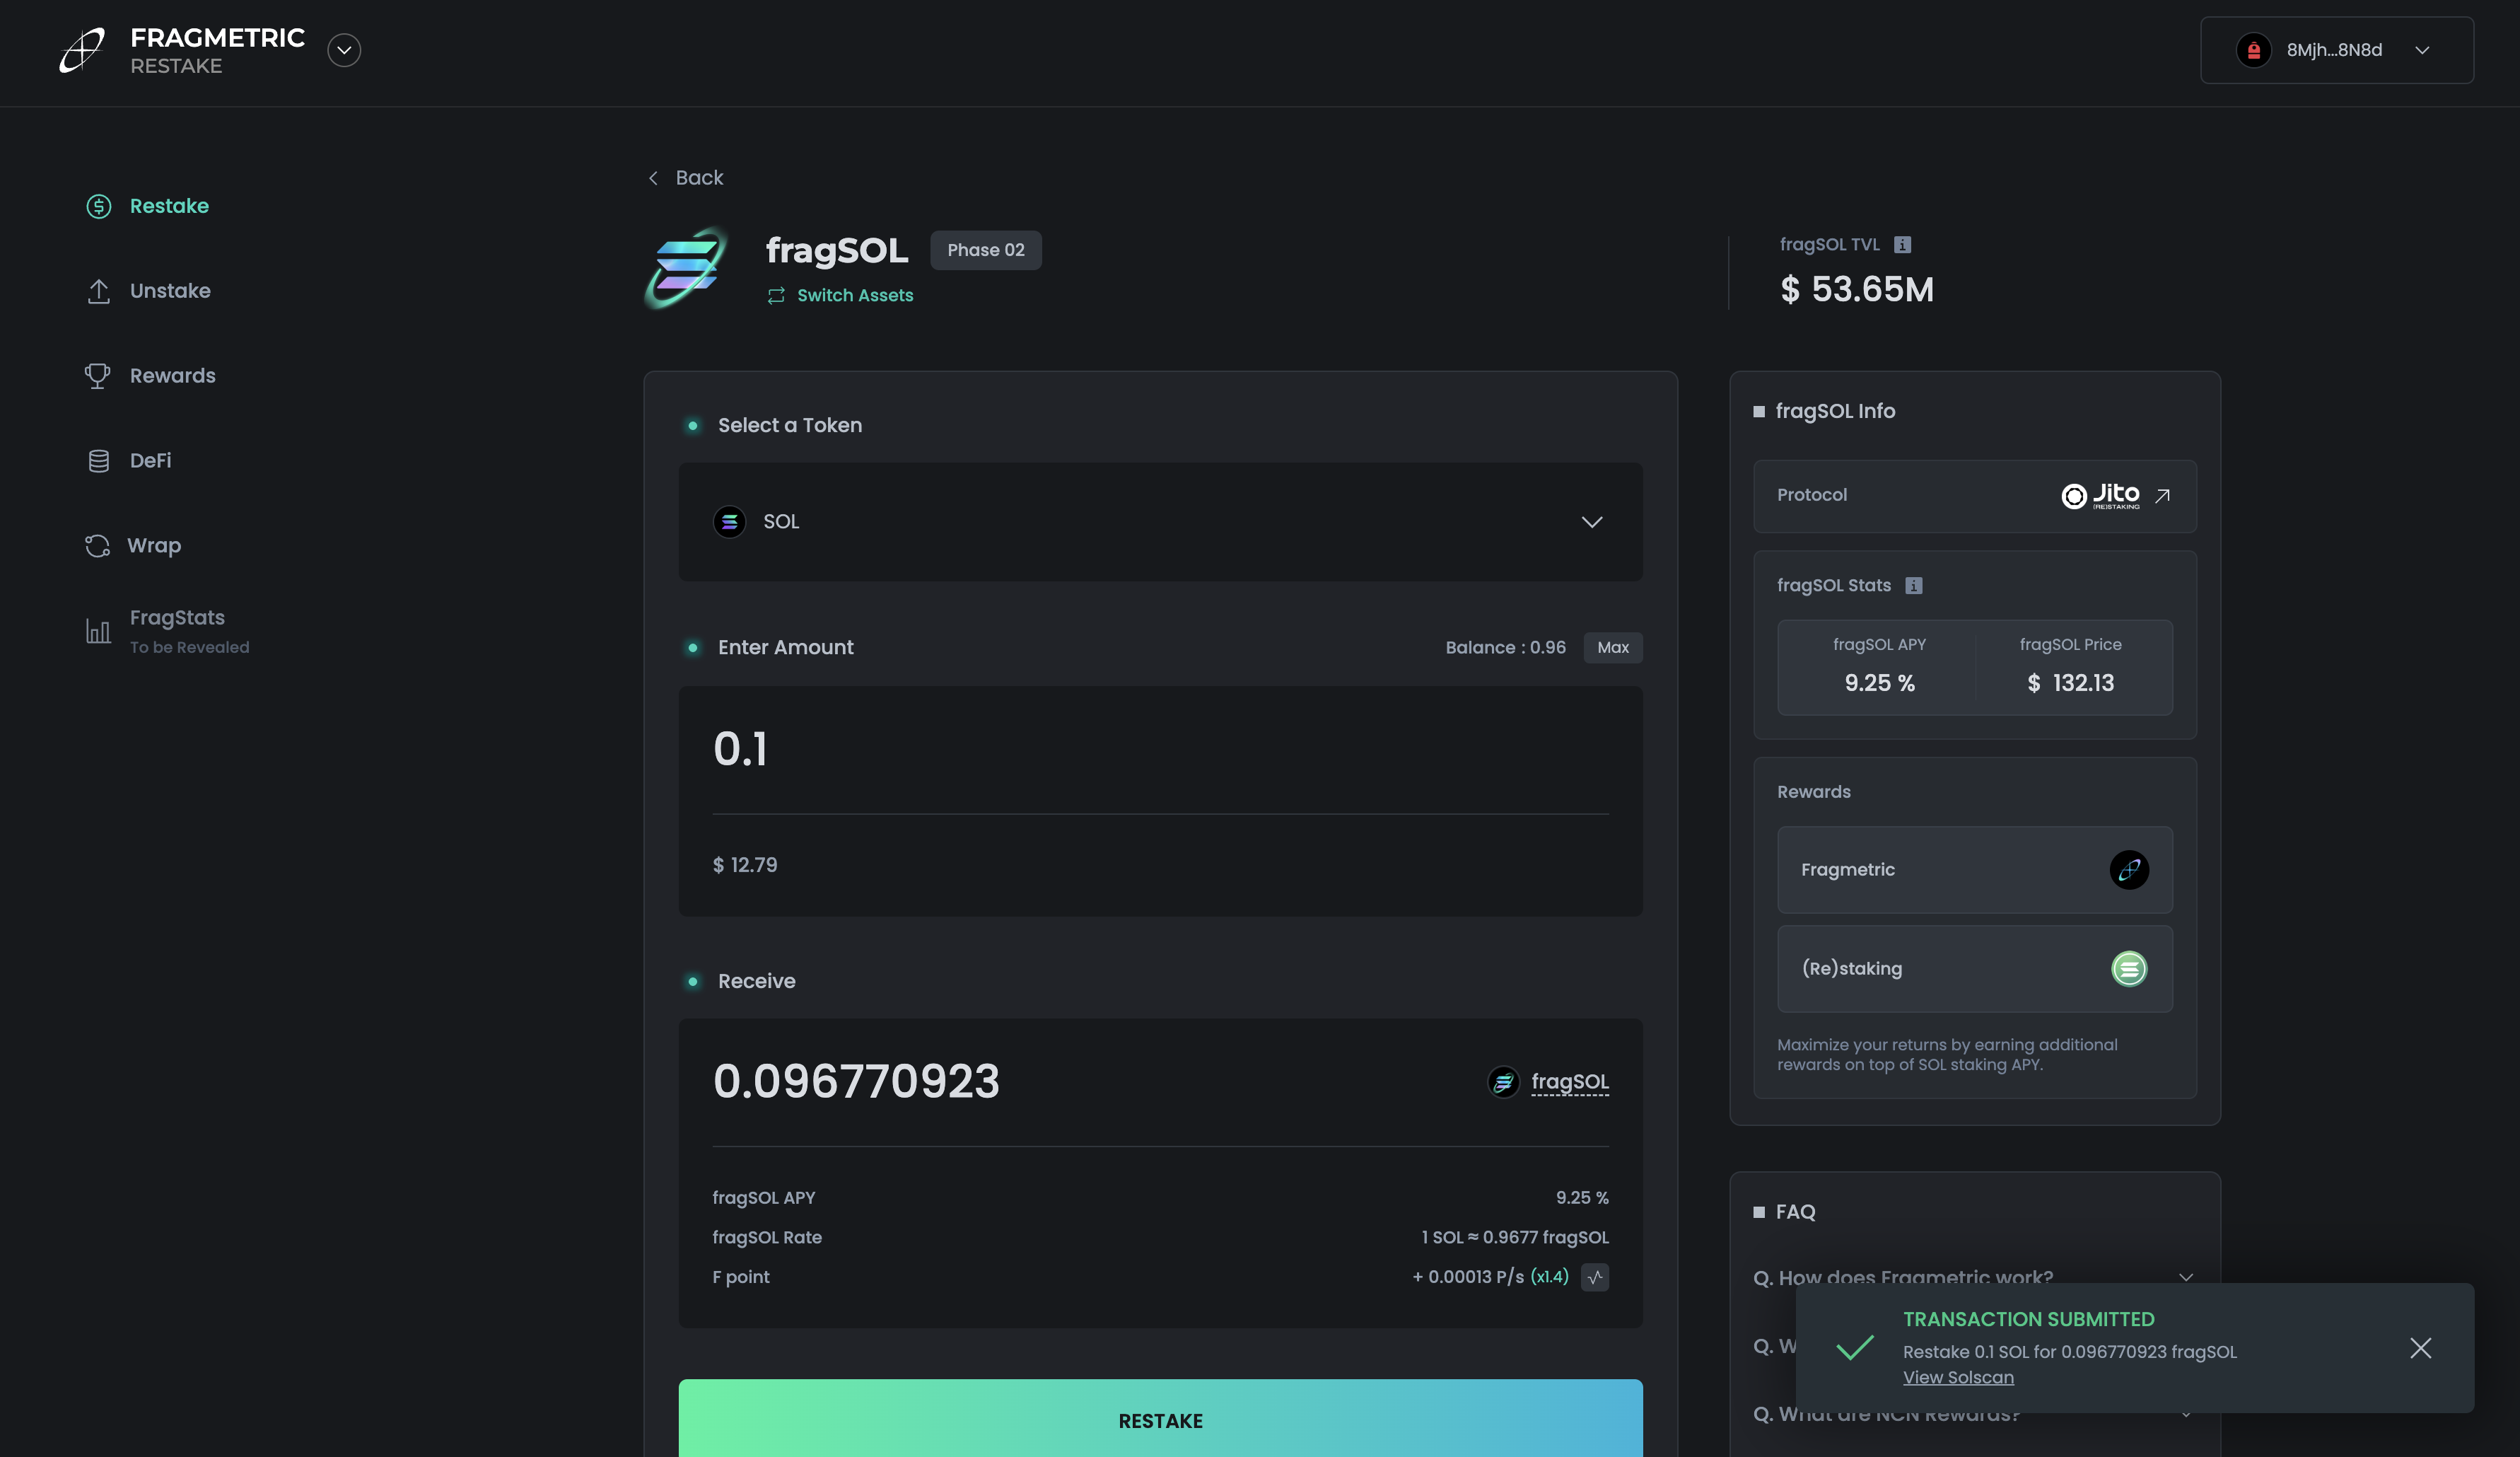 FRAGMETRIC
RESTAKE
8Mjh...8N8d
Restake
Unstake
Rewards
DeFi
Wrap
FragStats
To be Revealed
Back
fragSOL
Phase 02
Switch Assets
fragSOL TVL
$ 53.65M
Select a Token
SOL
Enter Amount
Balance : 0.96
Max
0.1
$ 12.79
Receive
0.096770923
fragSOL
fragSOL APY
9.25 %
fragSOL Rate
1 SOL ≈ 0.9677 fragSOL
F point
+ 0.00013 P/s (x1.4)
RESTAKE
fragSOL Info
Protocol
Jito
(RE)STAKING
fragSOL Stats
fragSOL APY
9.25 %
fragSOL Price
$ 132.13
Rewards
Fragmetric
(Re)staking
Maximize your returns by earning additional
rewards on top of SOL staking APY.
FAQ
Q. How does Fragmetric work?
Q.
Q. What are NCN Rewards?
TRANSACTION SUBMITTED
Restake 0.1 SOL for 0.096770923 fragSOL
View Solscan